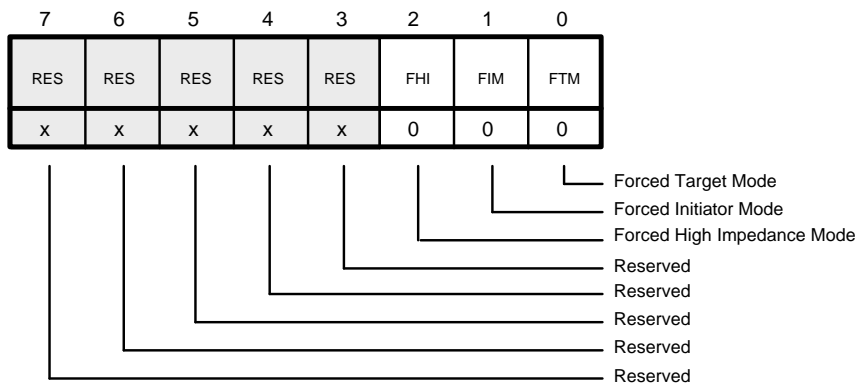 7 6 5 4 3 2 1 0
RES RES RES RES RES FHI FIM FTM
x x x x x 0 0 0
Forced Target Mode
Forced Initiator Mode
Forced High Impedance Mode
Reserved
Reserved
Reserved
Reserved
Reserved